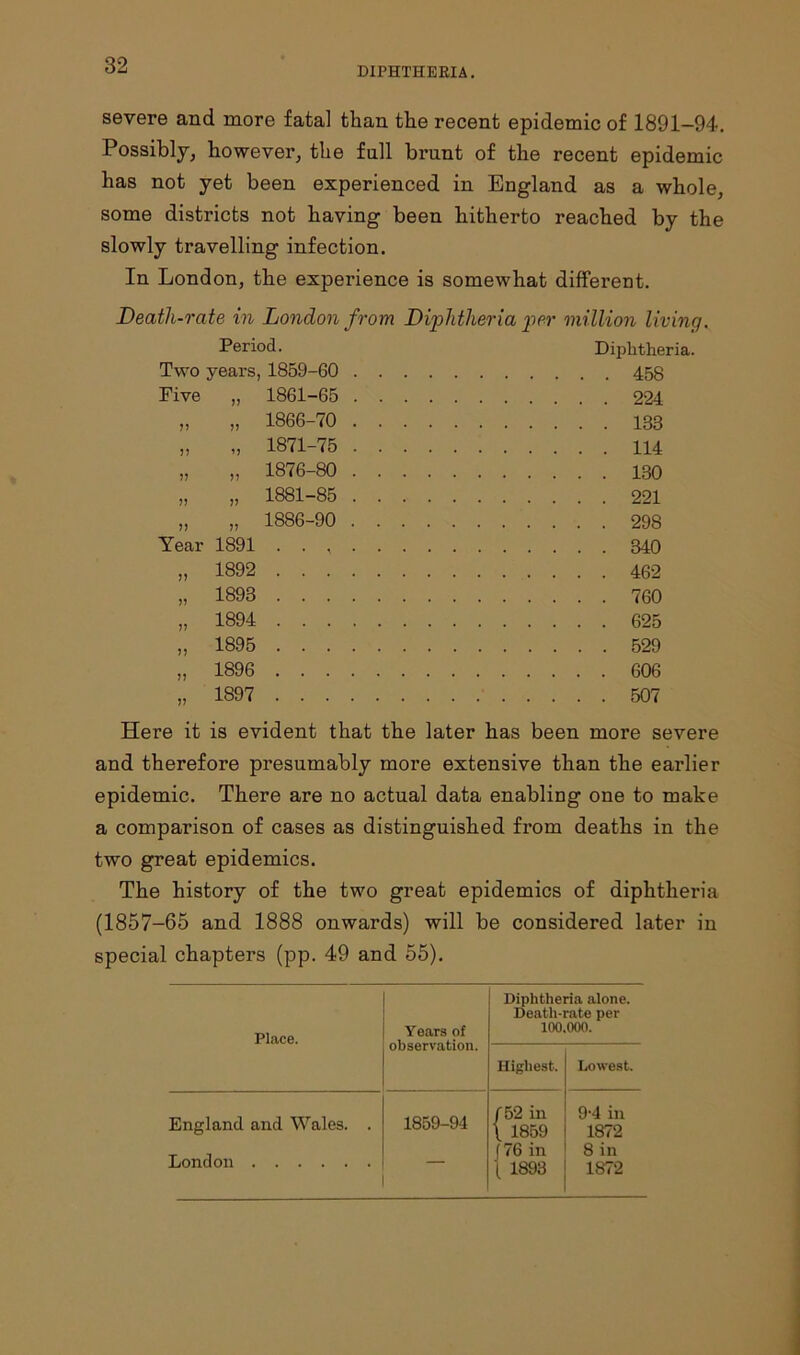 32
DIPHTHERIA.
severe and more fatal than the recent epidemic of 1891–94.
Possibly, however, the full brunt of the recent epidemic
has not yet been experienced in England as a whole,
some districts not having been hitherto reached by the
slowly travelling infection.
In London, the experience is somewhat different.
Death-rate in London from Diphtheria per million living.
Period. Diphtheria.
Two years, 1859-60 . . . . . . . . . . . . 458
Five „ 1861-65 . . . . . . . . . . . . 224
„ „ 1866-70 . . . . . . . . . . . . 133
„ „ 1871-75 . . . . . . . . . . . . 114
„ „ 1876-80 . . . . . . . . . . . . 130
„ „ 1881-85 . . . . . . . . . . . . 221
„ „ 1886-90 . . . . . . . . . . . . 298
Year 1891 . . . . . . . . . . . . . . . 340
„ 1892 . . . . . . . . . . . . . . . 462
„ 1893 . . . . . . . . . . . . . . . 760
„ 1894 . . . . . . . . . . . . . . . 625
„ 1895 . . . . . . . . . . . . . . . 529
„ 1896 . . . . . . . . . . . . . . . 606
„ 1897 . . . . . . . . . . . . . . . 507
Here it is evident that the later has been more severe
and therefore presumably more extensive than the earlier
epidemic. There are no actual data enabling one to make
a comparison of cases as distinguished from deaths in the
two great epidemics.
The history of the two great epidemics of diphtheria
(1857–65 and 1888 onwards) will be considered later in
special chapters (pp. 49 and 55).
Place. Years of observation. Diphtheria alone. Death-rate per 100.000.
Highest. Lowest.
England and Wales. . 1859-94 { 52 in 1859 9·4 in 1872
London . . . . . . — { 76 in 1893 8 in 1872